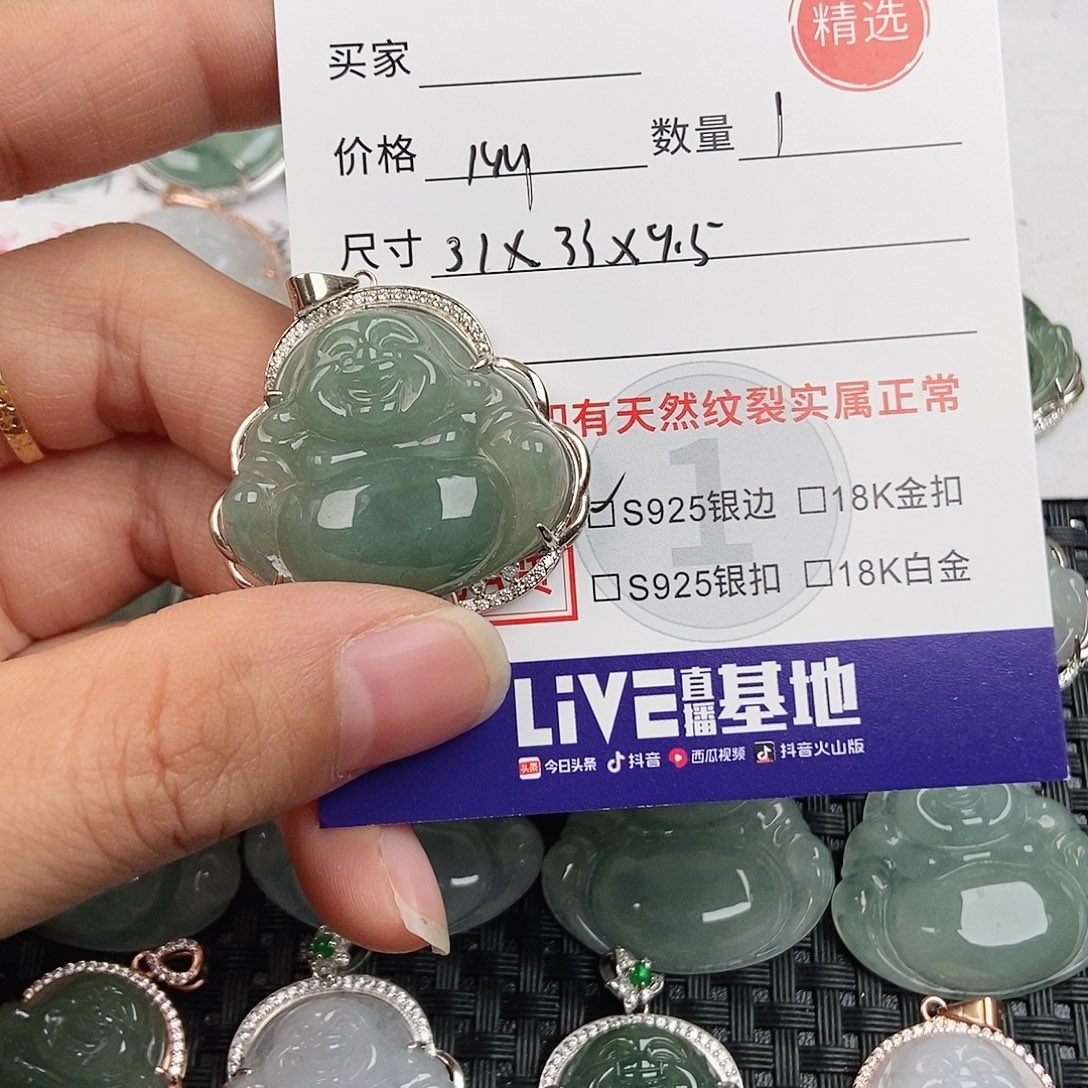 精选
买家
价格 144 数量 1
尺寸 31X31X4.5
有天然纹裂实属正常
S925银边 18K金扣
1
S925银扣 18K白金
LiVE直播基地
头条 今日头条 抖音 西瓜视频 抖音火山版